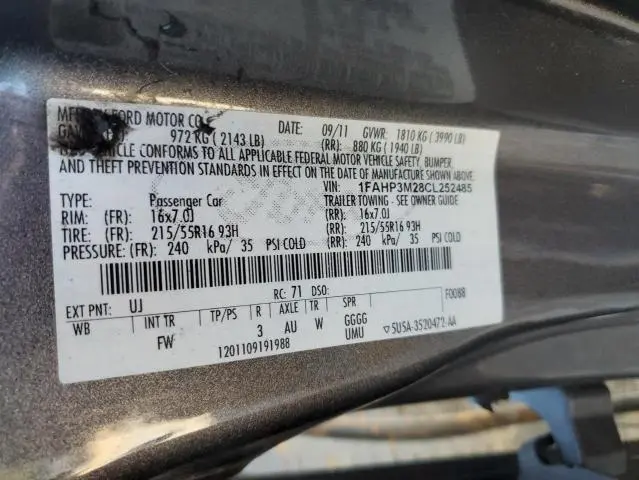 FORD MOTOR CO. DATE: 09/11 GVWR: 1810 KG ( 3990 LB)
972 KG ( 2143 LB) (RR): 880 KG ( 1940 LB)
VEHICLE CONFORMS TO ALL APPLICABLE FEDERAL MOTOR VEHICLE SAFETY, BUMPER,
AND THEFT PREVENTION STANDARDS IN EFFECT ON THE DATE OF MANUFACTURE SHOWN ABOVE.
VIN: 1FAHP3M28CL252485
TYPE: Passenger Car TRAILER TOWING - SEE OWNER GUIDE
RIM: (FR): 16x7.0J (RR): 16x7.0J
TIRE: (FR): 215/55R16 93H (RR): 215/55R16 93H
PRESSURE: (FR): 240 kPa/ 35 PSI COLD (RR): 240 kPa/ 35 PSI COLD
RC: 71 DSO: F0088
EXT PNT: UJ
WB INT TR TP/PS R AXLE TR SPR
FW 3 AU W GGGG
UMU
1201109191988 ▽5U5A-3520472-AA